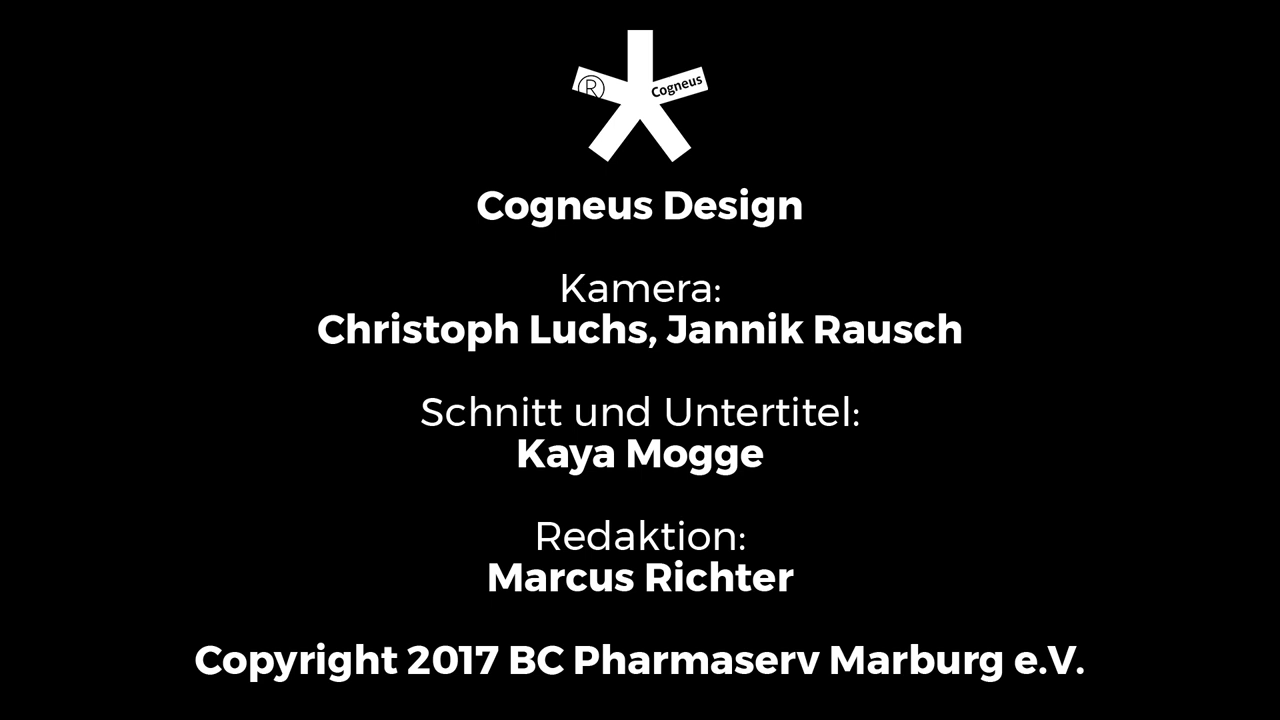 ® Cogneus
Cogneus Design
Kamera:
Christoph Luchs, Jannik Rausch
Schnitt und Untertitel:
Kaya Mogge
Redaktion:
Marcus Richter
Copyright 2017 BC Pharmaserv Marburg e.V.